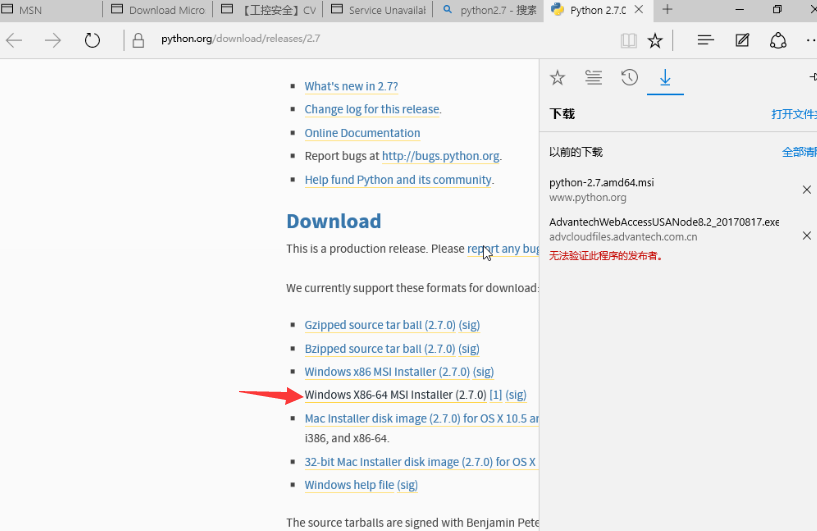 MSN
Download Micro
【工控安全】CV
Service Unavailal
python2.7 - 搜索
Python 2.7.0
python.org/download/releases/2.7
What's new in 2.7?
Change log for this release.
Online Documentation
Report bugs at http://bugs.python.org.
Help fund Python and its community.
Download
This is a production release. Please report any bug
We currently support these formats for download:
Gzipped source tar ball (2.7.0) (sig)
Bzipped source tar ball (2.7.0) (sig)
Windows x86 MSI Installer (2.7.0) (sig)
Windows X86-64 MSI Installer (2.7.0) [1] (sig)
Mac Installer disk image (2.7.0) for OS X 10.5 an
i386, and x86-64.
32-bit Mac Installer disk image (2.7.0) for OS X
Windows help file (sig)
The source tarballs are signed with Benjamin Pete
下载
打开文件夹
以前的下载
全部清除
python-2.7.amd64.msi
www.python.org
AdvantechWebAccessUSANode8.2_20170817.exe
advcloudfiles.advantech.com.cn
无法验证此程序的发布者。